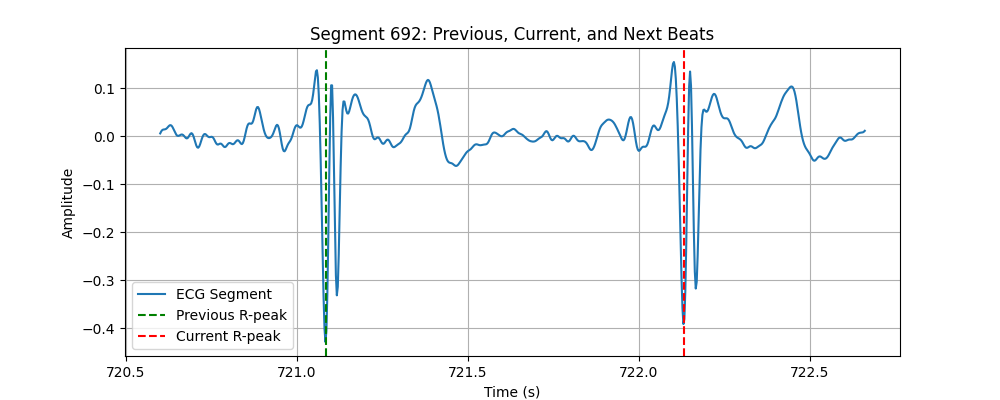 Segment 692: Previous, Current, and Next Beats
Amplitude
0.1
0.0
−0.1
−0.2
−0.3
−0.4
ECG Segment
Previous R-peak
Current R-peak
720.5 721.0 721.5 722.0 722.5
Time (s)